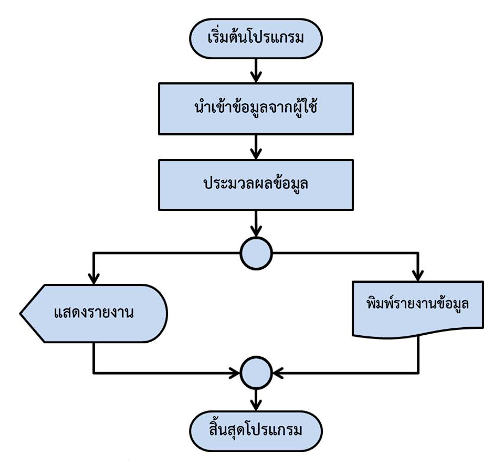 เริ่มต้นโปรแกรม
นำเข้าข้อมูลจากผู้ใช้
ประมวลผลข้อมูล
แสดงรายงาน
พิมพ์รายงานข้อมูล
สิ้นสุดโปรแกรม